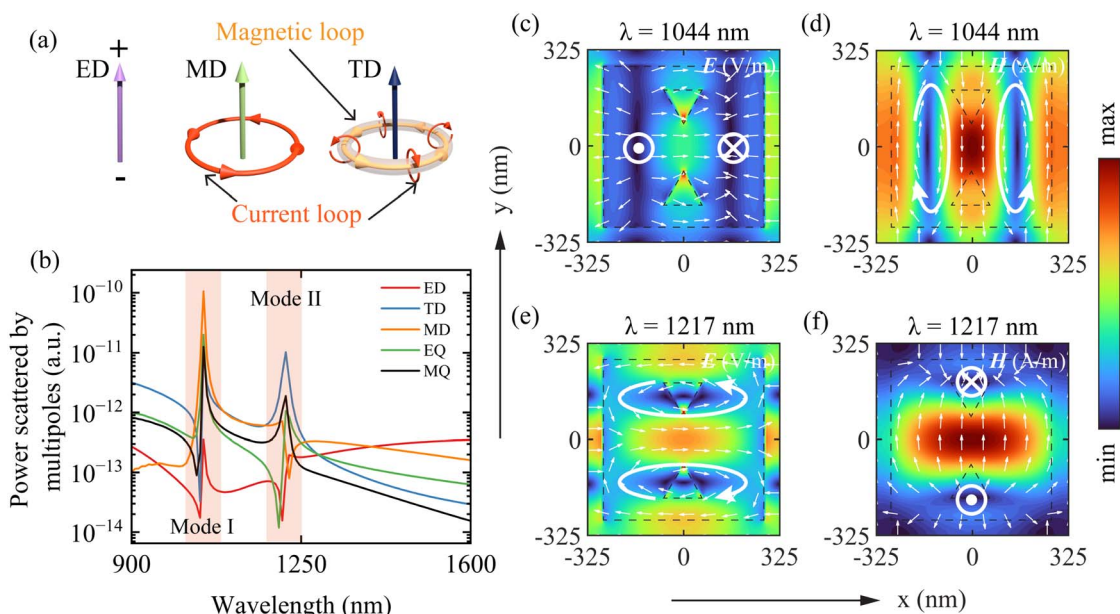 (a)
+
ED
-
MD
Magnetic loop
TD
Current loop
(b)
Power scattered by
multipoles (a.u.)
10⁻¹⁰
10⁻¹¹
10⁻¹²
10⁻¹³
10⁻¹⁴
Mode I
Mode II
ED
TD
MD
EQ
MQ
900
1250
1600
Wavelength (nm)
(c)
λ = 1044 nm
E (V/m)
325
0
-325
-325
0
325
(d)
λ = 1044 nm
H (A/m)
325
0
-325
-325
0
325
(e)
λ = 1217 nm
E (V/m)
325
0
-325
-325
0
325
(f)
λ = 1217 nm
H (A/m)
325
0
-325
-325
0
325
y (nm)
x (nm)
max
min